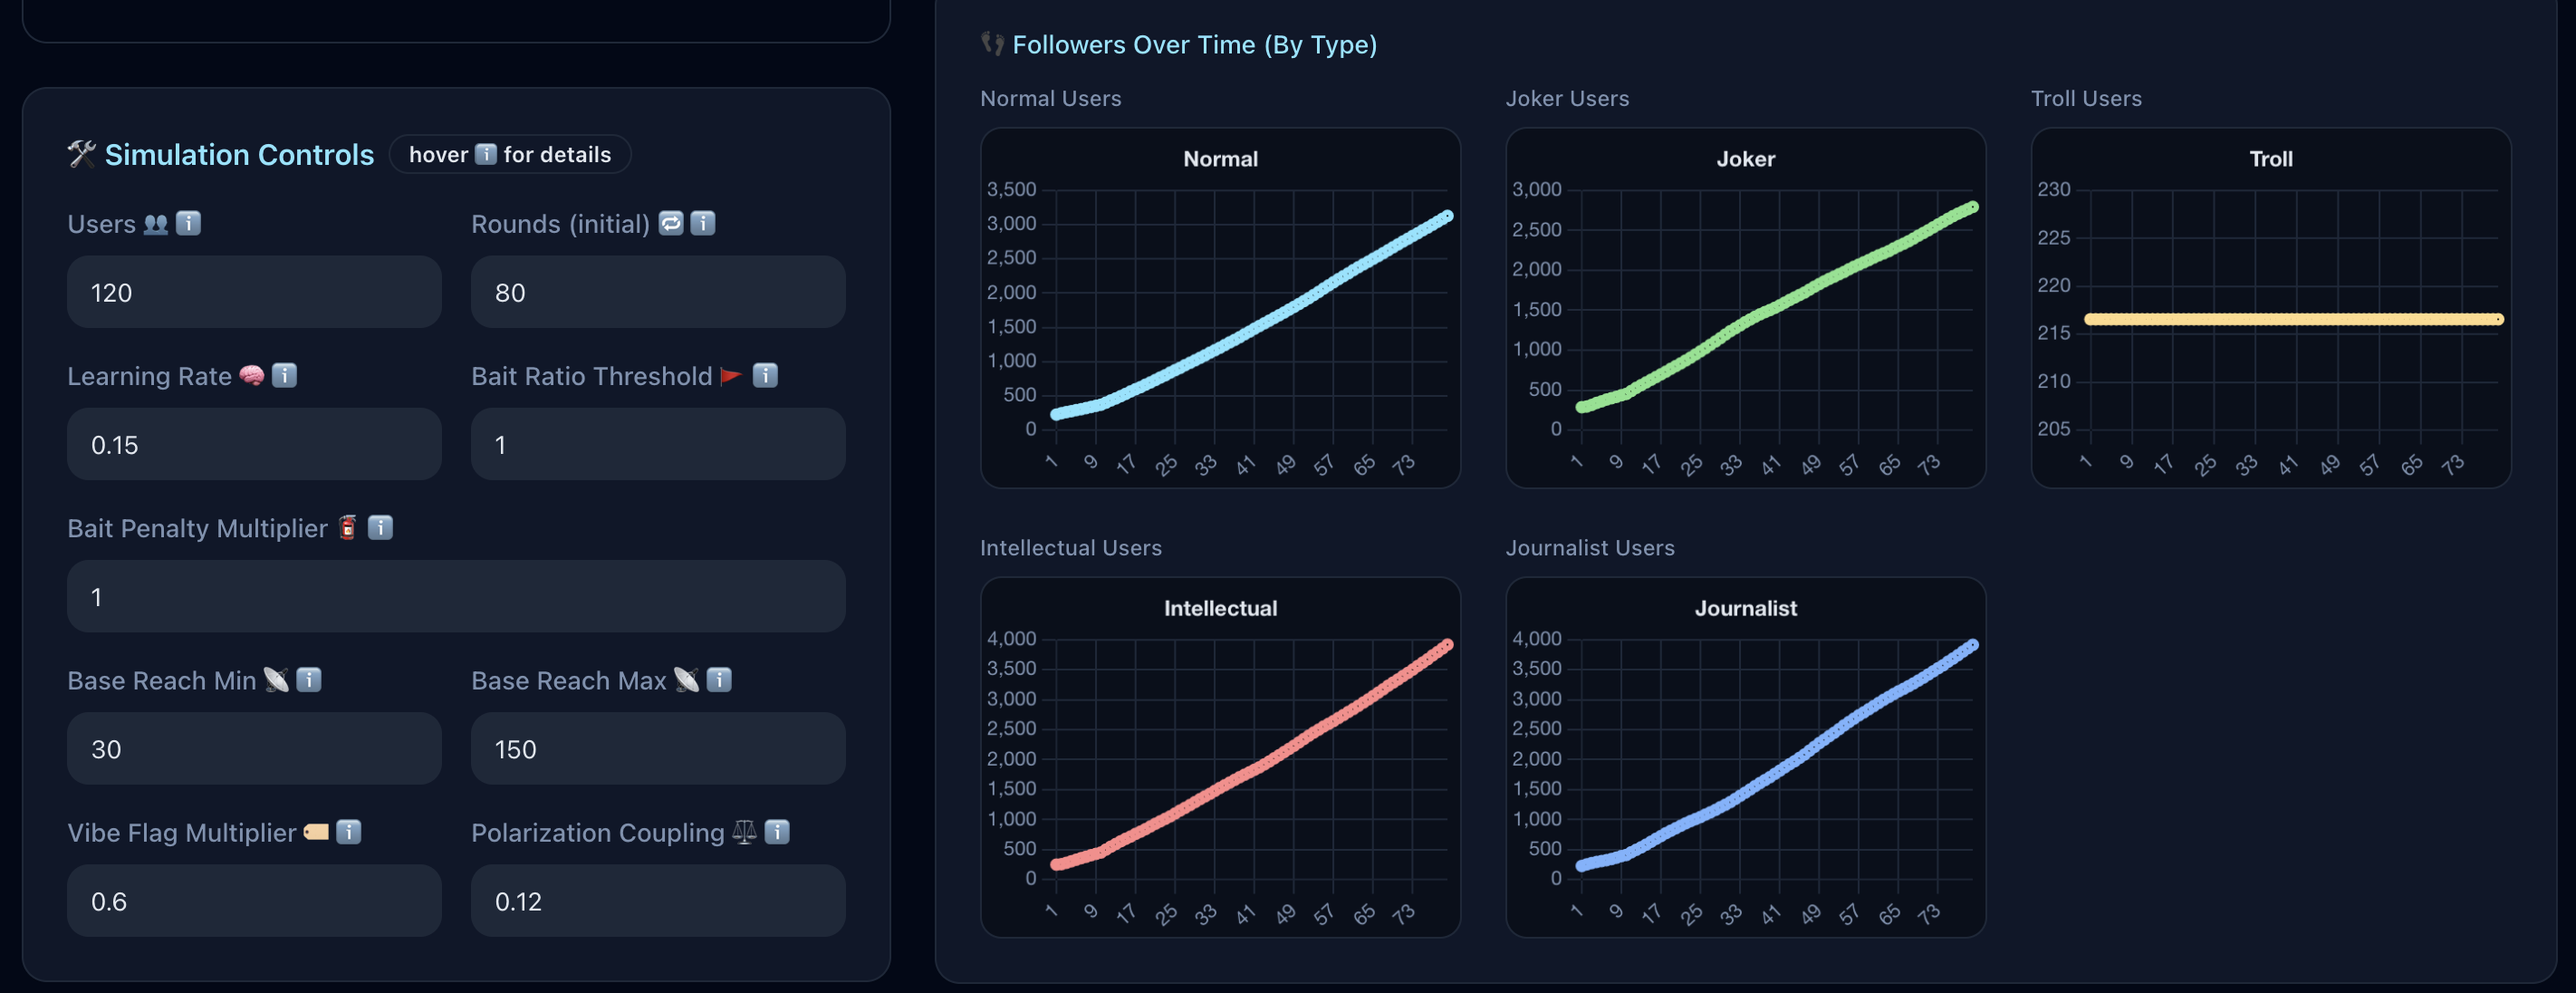 🛠️ Simulation Controls hover ℹ️ for details
Users 👥 ℹ️
Rounds (initial) 🔁 ℹ️
120
80
Learning Rate 🧠 ℹ️
Bait Ratio Threshold 🚩 ℹ️
0.15
1
Bait Penalty Multiplier 🧯 ℹ️
1
Base Reach Min 📡 ℹ️
Base Reach Max 📡 ℹ️
30
150
Vibe Flag Multiplier 🏷️ ℹ️
Polarization Coupling ⚖️ ℹ️
0.6
0.12
👣 Followers Over Time (By Type)
Normal Users
Normal
3,500
3,000
2,500
2,000
1,500
1,000
500
0
1 9 17 25 33 41 49 57 65 73
Joker Users
Joker
3,000
2,500
2,000
1,500
1,000
500
0
1 9 17 25 33 41 49 57 65 73
Troll Users
Troll
230
225
220
215
210
205
1 9 17 25 33 41 49 57 65 73
Intellectual Users
Intellectual
4,000
3,500
3,000
2,500
2,000
1,500
1,000
500
0
1 9 17 25 33 41 49 57 65 73
Journalist Users
Journalist
4,000
3,500
3,000
2,500
2,000
1,500
1,000
500
0
1 9 17 25 33 41 49 57 65 73